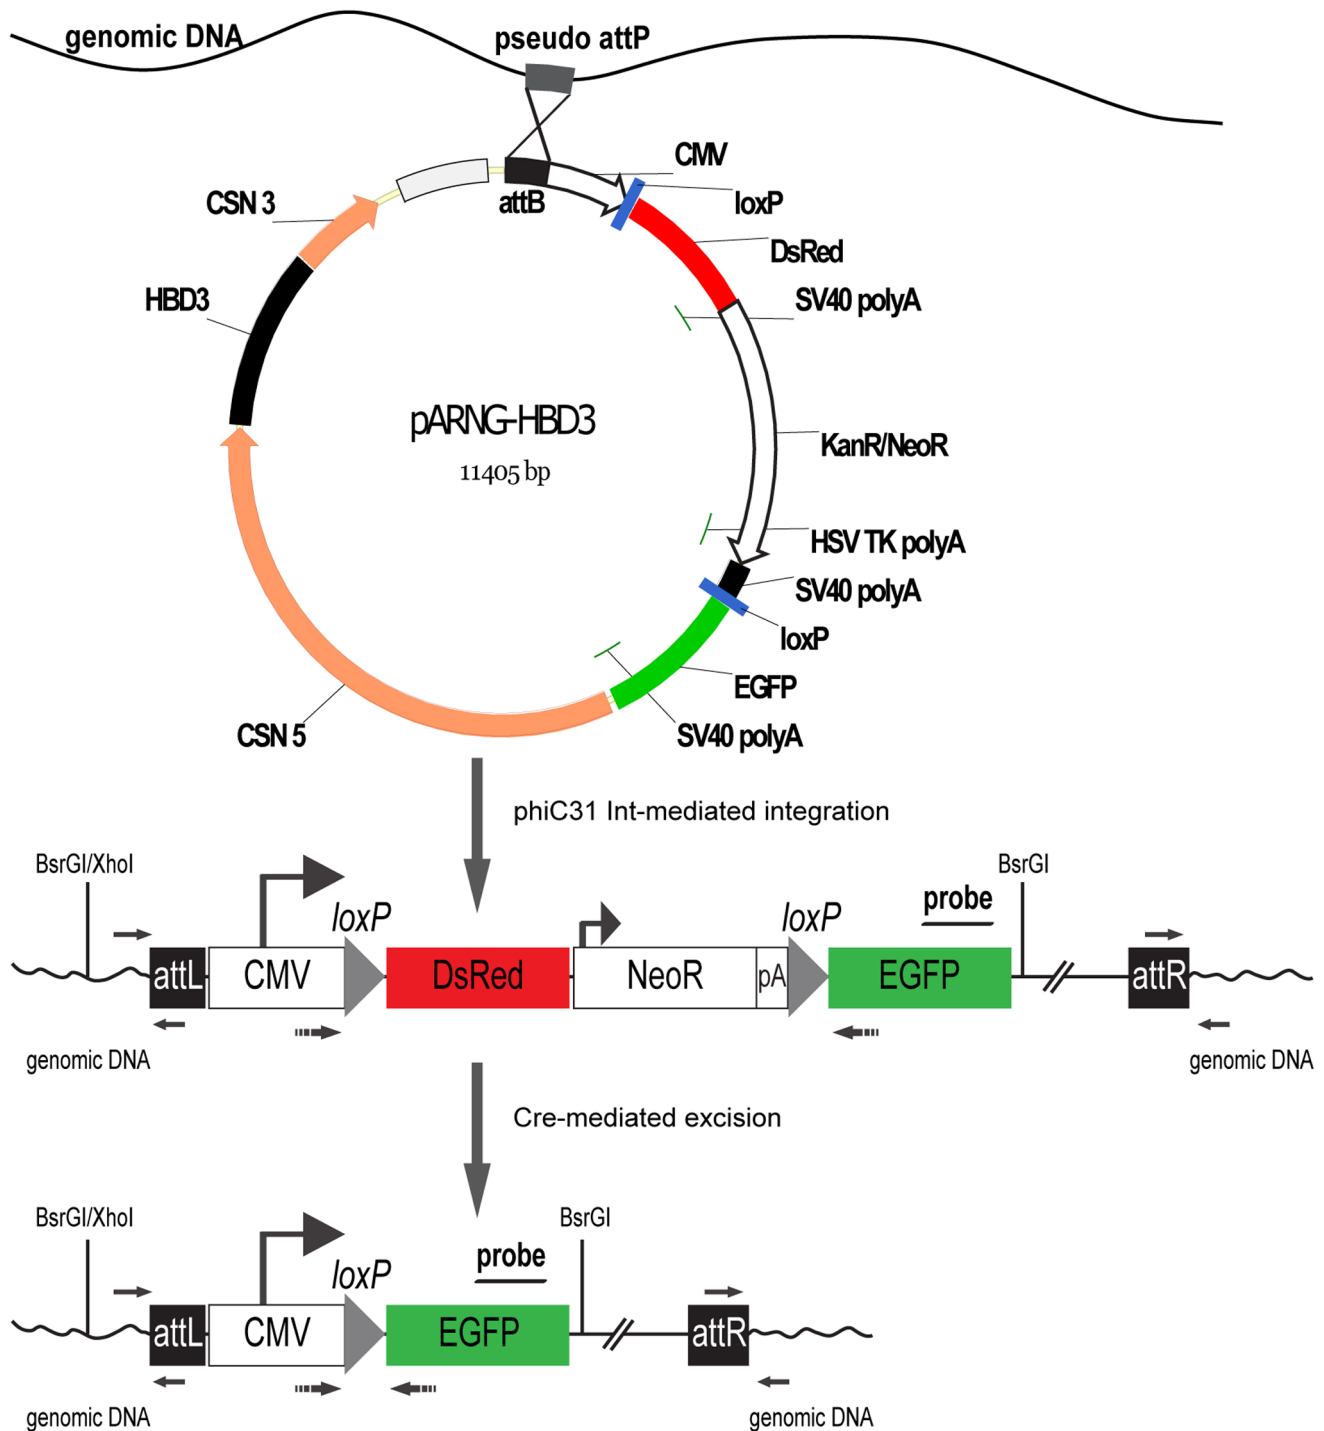 genomic DNA
pseudo attP
CMV
loxP
attB
CSN 3
DsRed
HBD3
SV40 polyA
pARNG-HBD3
11405 bp
KanR/NeoR
HSV TK polyA
SV40 polyA
loxP
EGFP
CSN 5
SV40 polyA
phiC31 Int-mediated integration
BsrGI/XhoI
BsrGI
loxP
loxP
probe
attL
CMV
DsRed
NeoR
pA
EGFP
attR
genomic DNA
genomic DNA
Cre-mediated excision
BsrGI/XhoI
BsrGI
loxP
probe
attL
CMV
EGFP
attR
genomic DNA
genomic DNA